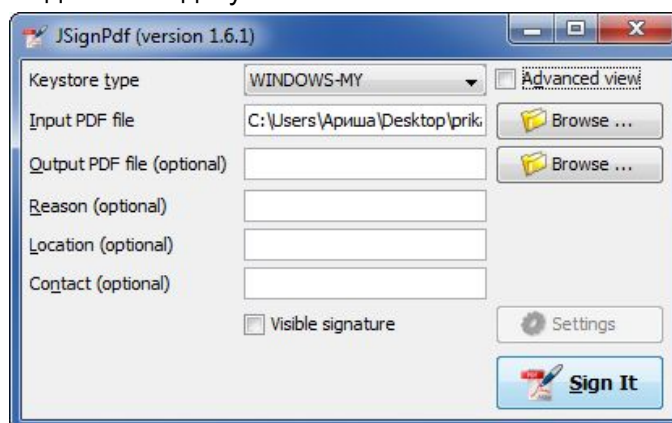 JSignPdf (version 1.6.1)
Keystore type WINDOWS-MY Advanced view
Input PDF file C:\Users\Ариша\Desktop\prik Browse ...
Output PDF file (optional) Browse ...
Reason (optional)
Location (optional)
Contact (optional)
Visible signature Settings
Sign It